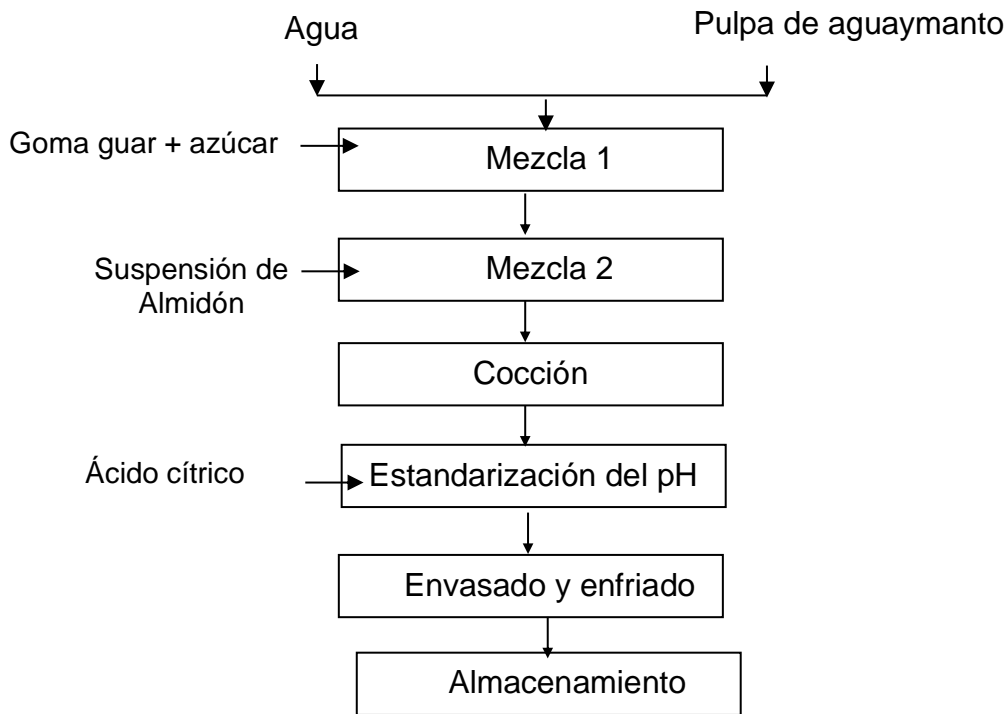 Agua
Pulpa de aguaymanto
Goma guar + azúcar
Mezcla 1
Suspensión de
Almidón
Mezcla 2
Cocción
Ácido cítrico
Estandarización del pH
Envasado y enfriado
Almacenamiento